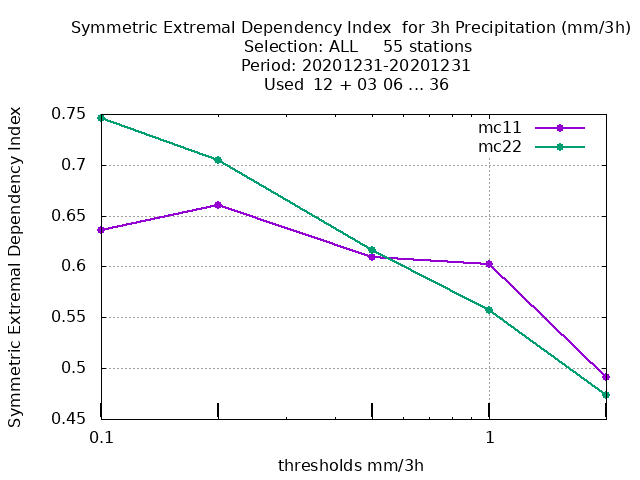 Symmetric Extremal Dependency Index  for 3h Precipitation (mm/3h)
Selection: ALL     55 stations
Period: 20201231-20201231
Used  12 + 03 06 ... 36
Symmetric Extremal Dependency Index
mc11
mc22
0.75
0.7
0.65
0.6
0.55
0.5
0.45
0.1
1
thresholds mm/3h